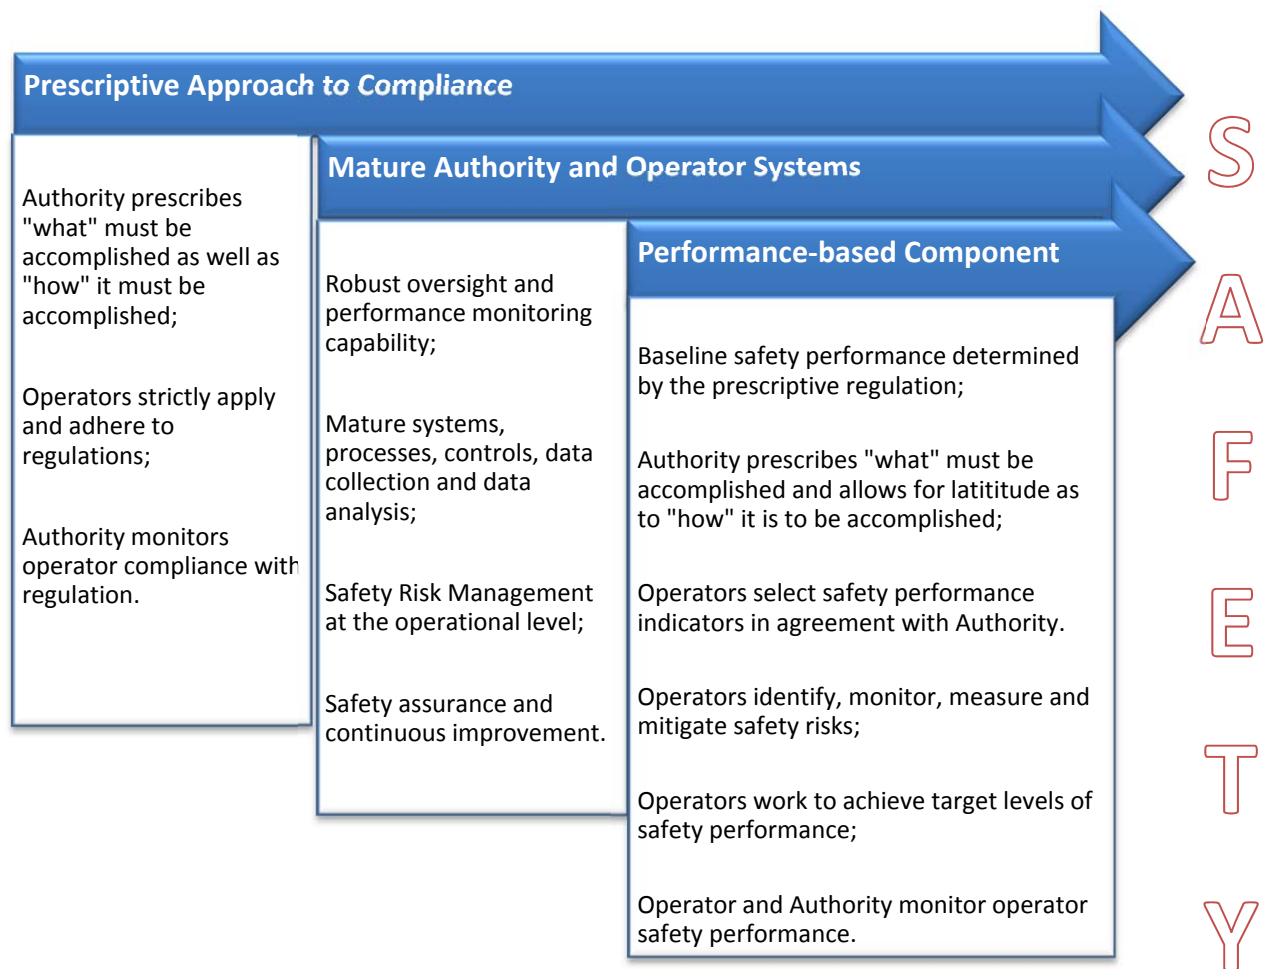 Prescriptive Approach to Compliance
Authority prescribes
"what" must be
accomplished as well as
"how" it must be
accomplished;
Operators strictly apply
and adhere to
regulations;
Authority monitors
operator compliance with
regulation.
Mature Authority and Operator Systems
Robust oversight and
performance monitoring
capability;
Mature systems,
processes, controls, data
collection and data
analysis;
Safety Risk Management
at the operational level;
Safety assurance and
continuous improvement.
Performance-based Component
Baseline safety performance determined
by the prescriptive regulation;
Authority prescribes "what" must be
accomplished and allows for latititude as
to "how" it is to be accomplished;
Operators select safety performance
indicators in agreement with Authority.
Operators identify, monitor, measure and
mitigate safety risks;
Operators work to achieve target levels of
safety performance;
Operator and Authority monitor operator
safety performance.
S
A
F
E
T
Y